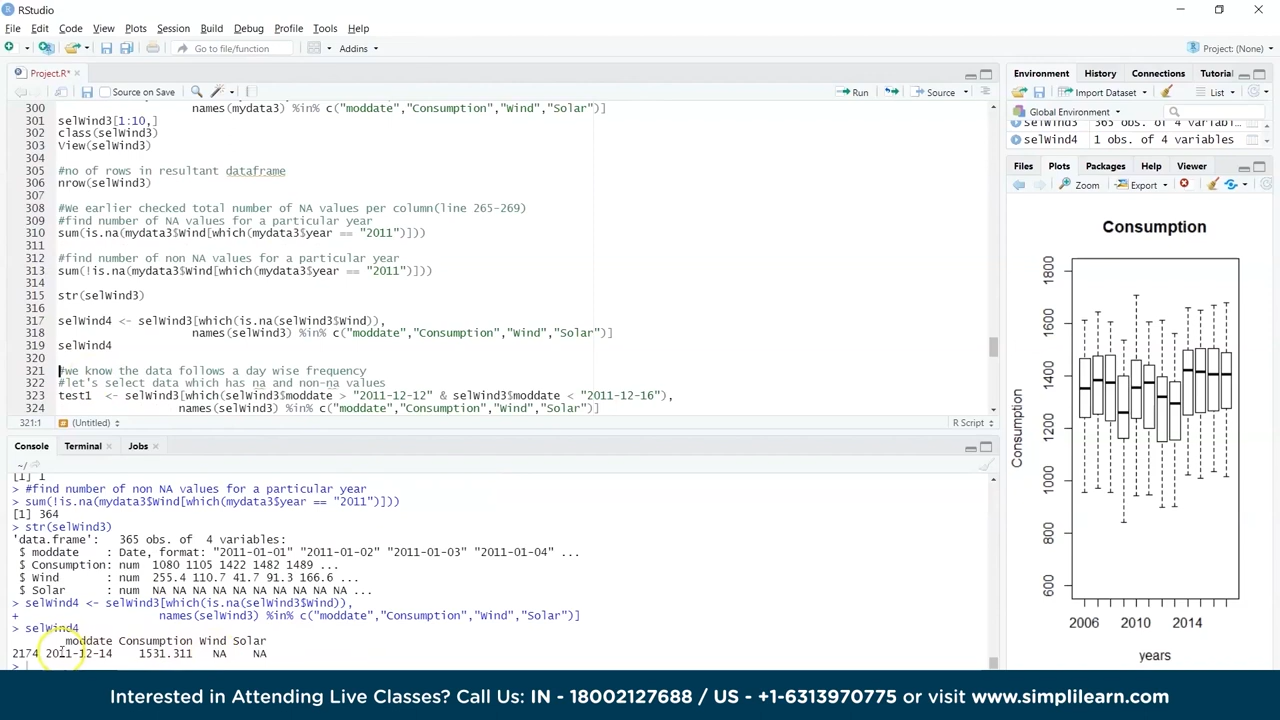 RStudio
File Edit Code View Plots Session Build Debug Profile Tools Help
Go to file/function Addins Project: (None)
Project.R*
Source on Save Run Source
300 names(mydata3) %in% c("moddate","Consumption","Wind","Solar")]
301 selWind3[1:10,]
302 class(selWind3)
303 View(selWind3)
304
305 #no of rows in resultant dataframe
306 nrow(selWind3)
307
308 #We earlier checked total number of NA values per column(line 265-269)
309 #find number of NA values for a particular year
310 sum(is.na(mydata3$Wind[which(mydata3$year == "2011")]))
311
312 #find number of non NA values for a particular year
313 sum(!is.na(mydata3$Wind[which(mydata3$year == "2011")]))
314
315 str(selWind3)
316
317 selWind4 <- selWind3[which(is.na(selWind3$Wind)),
318 names(selWind3) %in% c("moddate","Consumption","Wind","Solar")]
319 selWind4
320
321 #we know the data follows a day wise frequency
322 #let's select data which has na and non-na values
323 test1 <- selWind3[which(selWind3$moddate > "2011-12-12" & selWind3$moddate < "2011-12-16"),
324 names(selWind3) %in% c("moddate","Consumption","Wind","Solar")]
321:1 (Untitled) R Script
Console Terminal Jobs
~/
[1] 1
> #find number of non NA values for a particular year
> sum(!is.na(mydata3$Wind[which(mydata3$year == "2011")]))
[1] 364
> str(selWind3)
'data.frame': 365 obs. of 4 variables:
$ moddate : Date, format: "2011-01-01" "2011-01-02" "2011-01-03" "2011-01-04" ...
$ Consumption: num 1080 1105 1422 1482 1489 ...
$ Wind : num 255.4 110.7 41.7 91.3 166.6 ...
$ Solar : num NA NA NA NA NA NA NA NA NA NA ...
> selWind4 <- selWind3[which(is.na(selWind3$Wind)),
+ names(selWind3) %in% c("moddate","Consumption","Wind","Solar")]
> selWind4
moddate Consumption Wind Solar
2174 2011-12-14 1531.311 NA NA
>
Environment History Connections Tutorial
Import Dataset List
Global Environment
selWind3 365 obs. of 4 variabl...
selWind4 1 obs. of 4 variables
Files Plots Packages Help Viewer
Zoom Export
Consumption
1800
1600
1400
1200
1000
800
600
Consumption
2006 2010 2014
years
Interested in Attending Live Classes? Call Us: IN - 18002127688 / US - +1-6313970775 or visit www.simplilearn.com